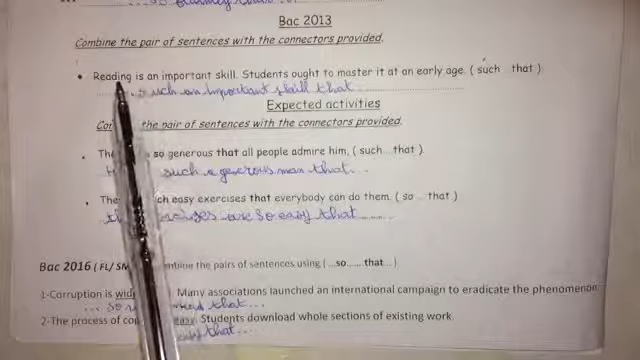 Bac 2013
Combine the pair of sentences with the connectors provided.
• Reading is an important skill. Students ought to master it at an early age. ( such ... that )
such an important skill that
Expected activities
the pair of sentences with the connectors provided.
• so generous that all people admire him. ( such ... that )
such a generous man that...
• easy exercises that everybody can do them. ( so ... that )
are so easy that ......
Bac 2016 ( FL/ the pairs of sentences using ( ...so......that...)
1-Corruption is Many associations launched an international campaign to eradicate the phenomenon
... so that...
2-The process of easy. Students download whole sections of existing work.
easy that...